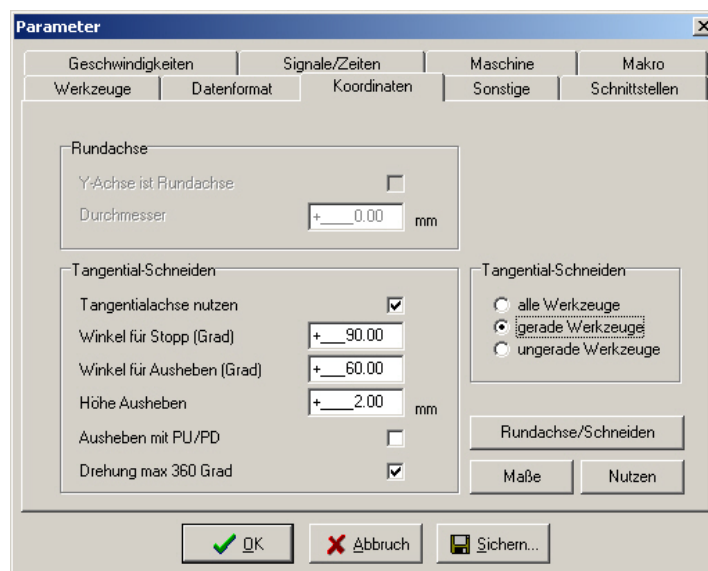 Parameter
Geschwindigkeiten Signale/Zeiten Maschine Makro
Werkzeuge Datenformat Koordinaten Sonstige Schnittstellen
Rundachse
Y-Achse ist Rundachse
Durchmesser +____0.00 mm
Tangential-Schneiden Tangential-Schneiden
Tangentialachse nutzen alle Werkzeuge
Winkel für Stopp (Grad) +___90.00 gerade Werkzeuge
Winkel für Ausheben (Grad) +___60.00 ungerade Werkzeuge
Höhe Ausheben +____2.00 mm
Ausheben mit PU/PD Rundachse/Schneiden
Drehung max 360 Grad Maße Nutzen
OK Abbruch Sichern...